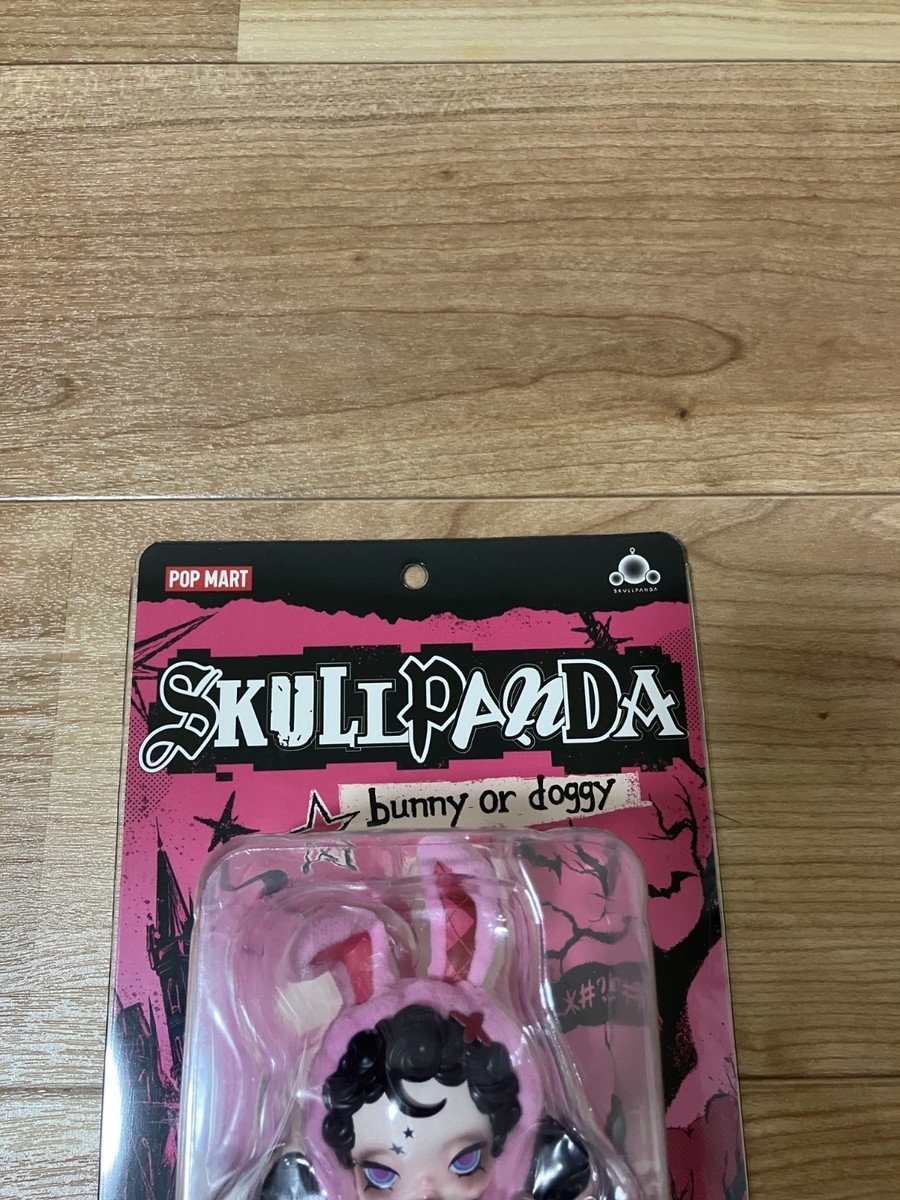 POP MART
SKULLPANDA
SKULLPANDA
bunny or doggy
*#?!